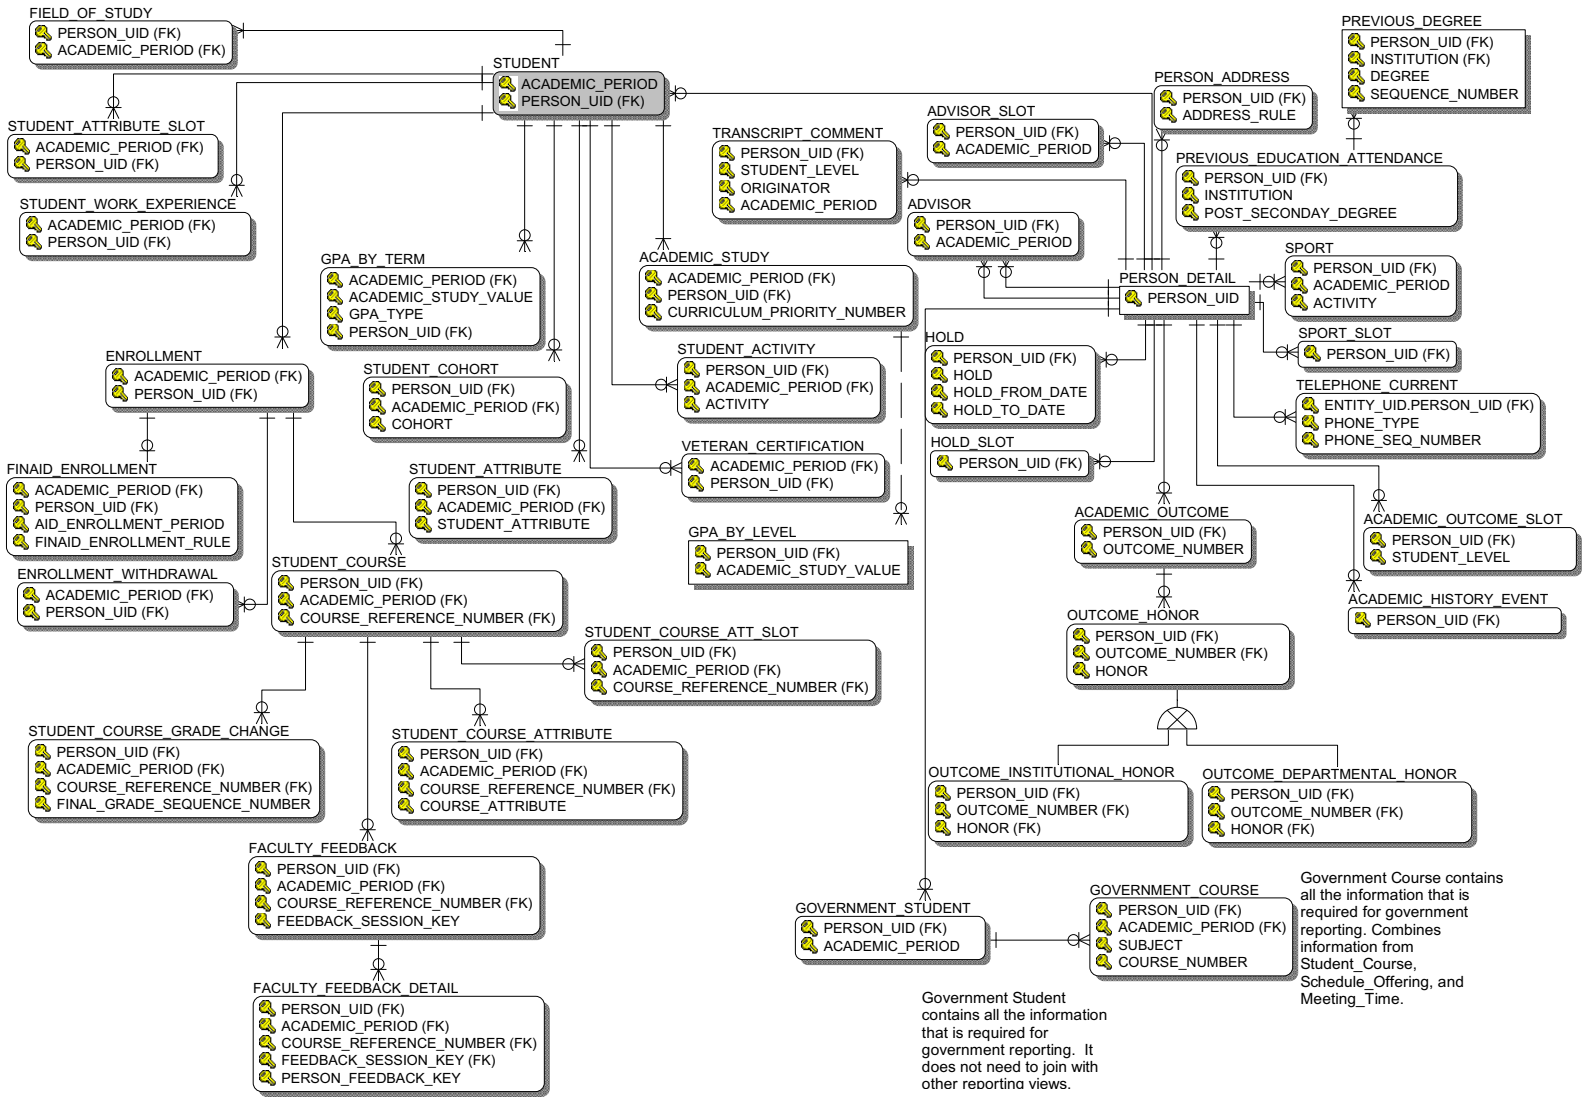 FIELD_OF_STUDY
PERSON_UID (FK)
ACADEMIC_PERIOD (FK)
STUDENT
ACADEMIC_PERIOD
PERSON_UID (FK)
STUDENT_ATTRIBUTE_SLOT
ACADEMIC_PERIOD (FK)
PERSON_UID (FK)
STUDENT_WORK_EXPERIENCE
ACADEMIC_PERIOD (FK)
PERSON_UID (FK)
GPA_BY_TERM
ACADEMIC_PERIOD (FK)
ACADEMIC_STUDY_VALUE
GPA_TYPE
PERSON_UID (FK)
TRANSCRIPT_COMMENT
PERSON_UID (FK)
STUDENT_LEVEL
ORIGINATOR
ACADEMIC_PERIOD
ADVISOR_SLOT
PERSON_UID (FK)
ACADEMIC_PERIOD
ADVISOR
PERSON_UID (FK)
ACADEMIC_PERIOD
PERSON_ADDRESS
PERSON_UID (FK)
ADDRESS_RULE
PREVIOUS_DEGREE
PERSON_UID (FK)
INSTITUTION (FK)
DEGREE
SEQUENCE_NUMBER
PREVIOUS_EDUCATION_ATTENDANCE
PERSON_UID (FK)
INSTITUTION
POST_SECONDAY_DEGREE
SPORT
PERSON_UID (FK)
ACADEMIC_PERIOD
ACTIVITY
PERSON_DETAIL
PERSON_UID
SPORT_SLOT
PERSON_UID (FK)
TELEPHONE_CURRENT
ENTITY_UID.PERSON_UID (FK)
PHONE_TYPE
PHONE_SEQ_NUMBER
ACADEMIC_STUDY
ACADEMIC_PERIOD (FK)
PERSON_UID (FK)
CURRICULUM_PRIORITY_NUMBER
HOLD
PERSON_UID (FK)
HOLD
HOLD_FROM_DATE
HOLD_TO_DATE
HOLD_SLOT
PERSON_UID (FK)
ENROLLMENT
ACADEMIC_PERIOD (FK)
PERSON_UID (FK)
STUDENT_COHORT
PERSON_UID (FK)
ACADEMIC_PERIOD (FK)
COHORT
STUDENT_ACTIVITY
PERSON_UID (FK)
ACADEMIC_PERIOD (FK)
ACTIVITY
VETERAN_CERTIFICATION
ACADEMIC_PERIOD (FK)
PERSON_UID (FK)
FINAID_ENROLLMENT
ACADEMIC_PERIOD (FK)
PERSON_UID (FK)
AID_ENROLLMENT_PERIOD
FINAID_ENROLLMENT_RULE
STUDENT_ATTRIBUTE
PERSON_UID (FK)
ACADEMIC_PERIOD (FK)
STUDENT_ATTRIBUTE
GPA_BY_LEVEL
PERSON_UID (FK)
ACADEMIC_STUDY_VALUE
ACADEMIC_OUTCOME
PERSON_UID (FK)
OUTCOME_NUMBER
ACADEMIC_OUTCOME_SLOT
PERSON_UID (FK)
STUDENT_LEVEL
ACADEMIC_HISTORY_EVENT
PERSON_UID (FK)
ENROLLMENT_WITHDRAWAL
ACADEMIC_PERIOD (FK)
PERSON_UID (FK)
STUDENT_COURSE
PERSON_UID (FK)
ACADEMIC_PERIOD (FK)
COURSE_REFERENCE_NUMBER (FK)
OUTCOME_HONOR
PERSON_UID (FK)
OUTCOME_NUMBER (FK)
HONOR
STUDENT_COURSE_ATT_SLOT
PERSON_UID (FK)
ACADEMIC_PERIOD (FK)
COURSE_REFERENCE_NUMBER (FK)
STUDENT_COURSE_GRADE_CHANGE
PERSON_UID (FK)
ACADEMIC_PERIOD (FK)
COURSE_REFERENCE_NUMBER (FK)
FINAL_GRADE_SEQUENCE_NUMBER
STUDENT_COURSE_ATTRIBUTE
PERSON_UID (FK)
ACADEMIC_PERIOD (FK)
COURSE_REFERENCE_NUMBER (FK)
COURSE_ATTRIBUTE
OUTCOME_INSTITUTIONAL_HONOR
PERSON_UID (FK)
OUTCOME_NUMBER (FK)
HONOR (FK)
OUTCOME_DEPARTMENTAL_HONOR
PERSON_UID (FK)
OUTCOME_NUMBER (FK)
HONOR (FK)
FACULTY_FEEDBACK
PERSON_UID (FK)
ACADEMIC_PERIOD (FK)
COURSE_REFERENCE_NUMBER (FK)
FEEDBACK_SESSION_KEY
GOVERNMENT_STUDENT
PERSON_UID (FK)
ACADEMIC_PERIOD
GOVERNMENT_COURSE
PERSON_UID (FK)
ACADEMIC_PERIOD (FK)
SUBJECT
COURSE_NUMBER
Government Course contains
all the information that is
required for government
reporting. Combines
information from
Student_Course,
Schedule_Offering, and
Meeting_Time.
FACULTY_FEEDBACK_DETAIL
PERSON_UID (FK)
ACADEMIC_PERIOD (FK)
COURSE_REFERENCE_NUMBER (FK)
FEEDBACK_SESSION_KEY (FK)
PERSON_FEEDBACK_KEY
Government Student
contains all the information
that is required for
government reporting. It
does not need to join with
other reporting views.